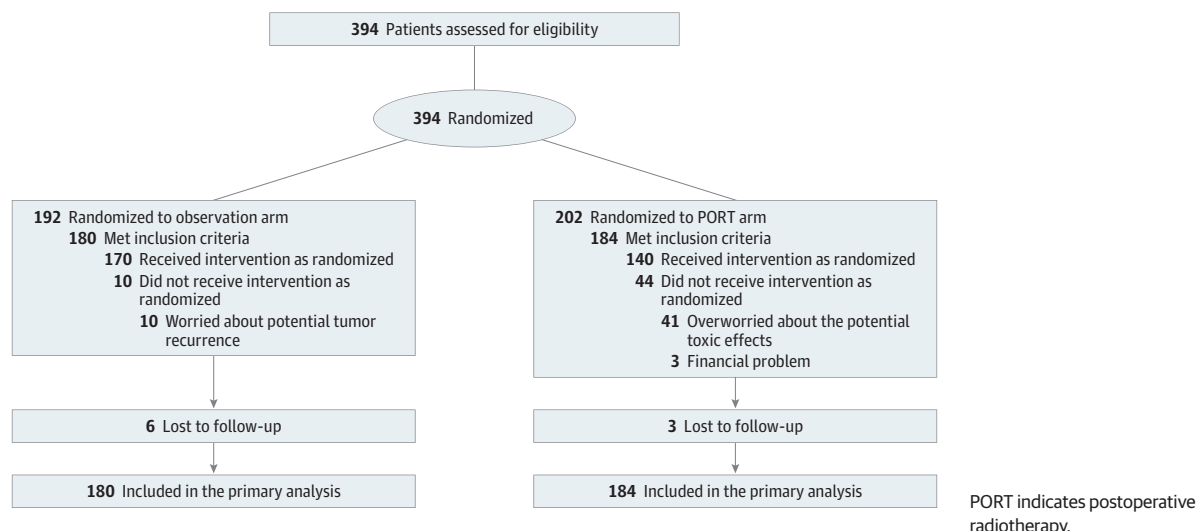 394 Patients assessed for eligibility
394 Randomized
192 Randomized to observation arm
180 Met inclusion criteria
170 Received intervention as randomized
10 Did not receive intervention as
randomized
10 Worried about potential tumor
recurrence
202 Randomized to PORT arm
184 Met inclusion criteria
140 Received intervention as randomized
44 Did not receive intervention as
randomized
41 Overworried about the potential
toxic effects
3 Financial problem
6 Lost to follow-up
3 Lost to follow-up
180 Included in the primary analysis
184 Included in the primary analysis
PORT indicates postoperative
radiotherapy.